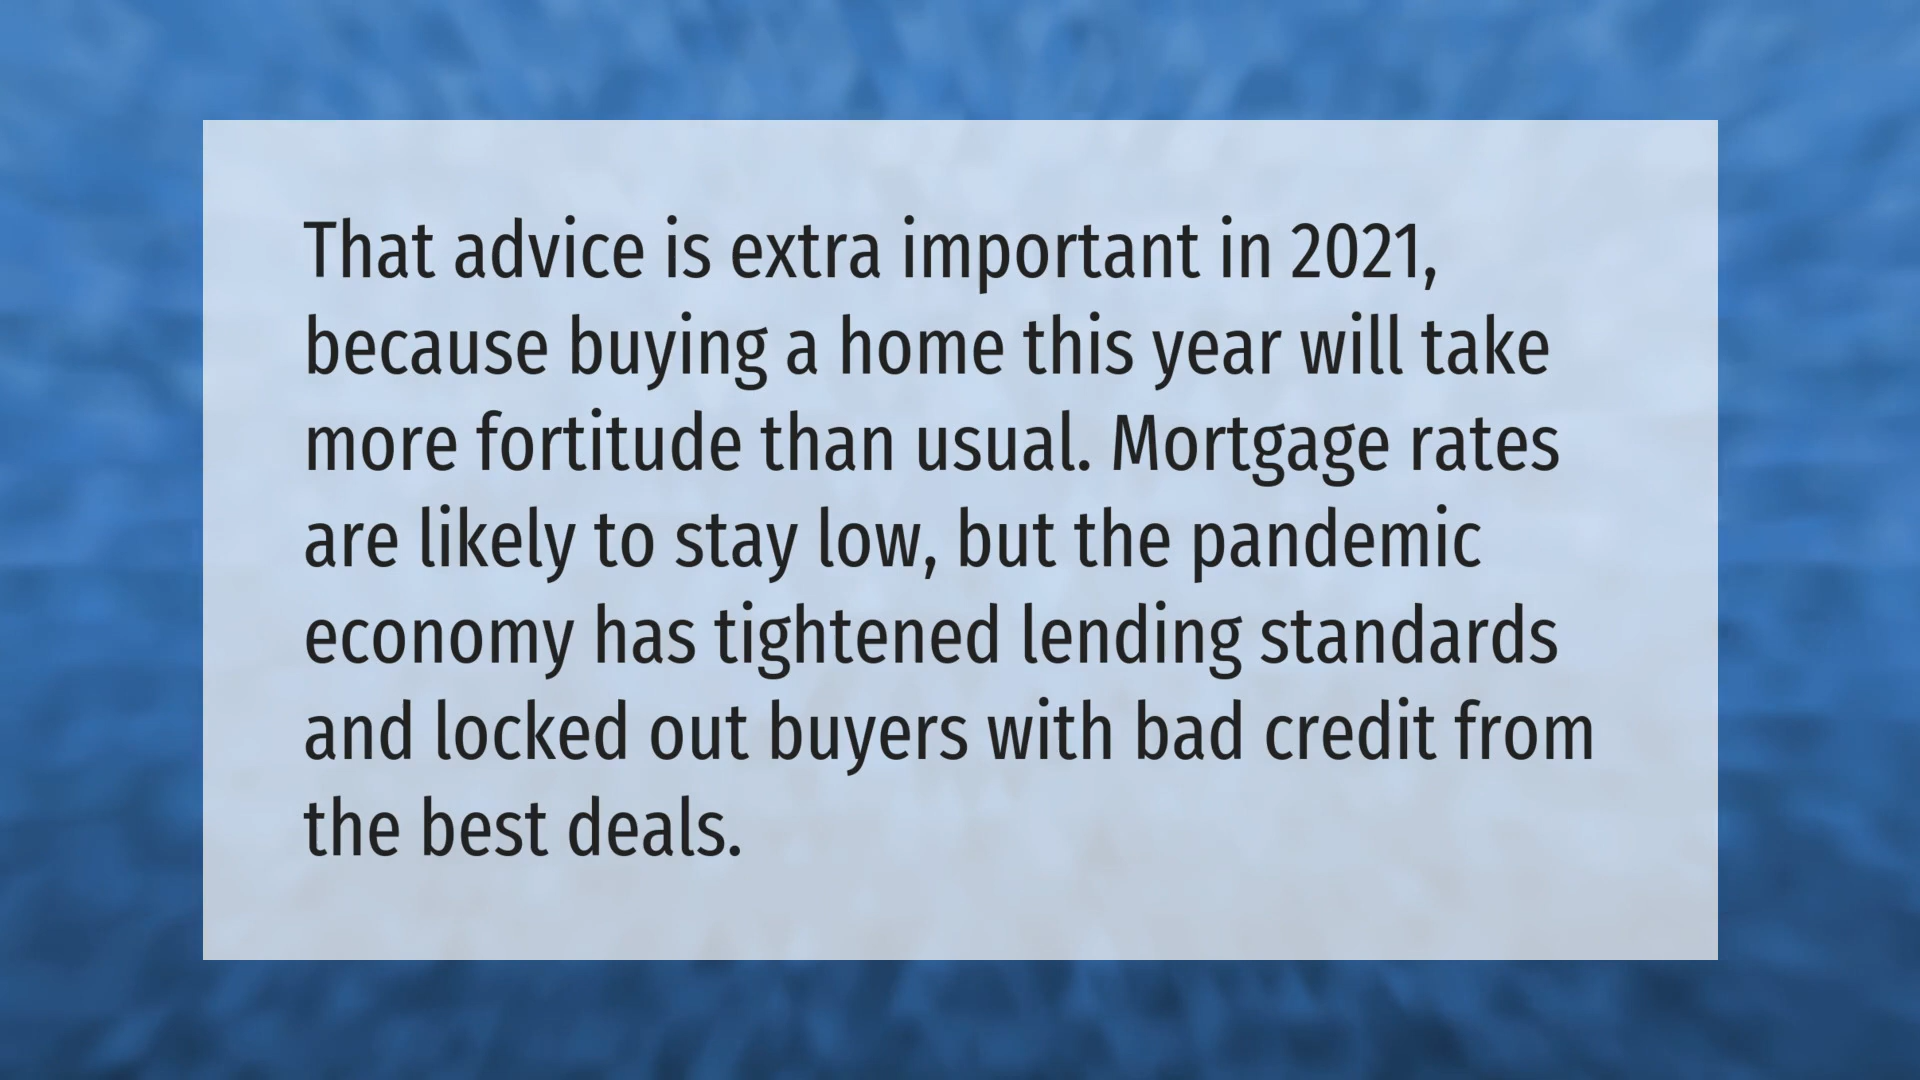 That advice is extra important in 2021,
because buying a home this year will take
more fortitude than usual. Mortgage rates
are likely to stay low, but the pandemic
economy has tightened lending standards
and locked out buyers with bad credit from
the best deals.